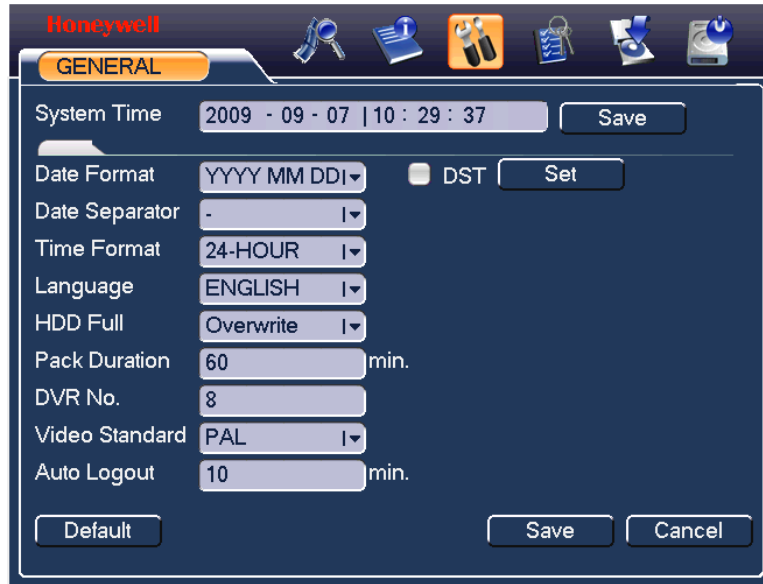 Honeywell
GENERAL
System Time 2009 - 09 - 07 | 10 : 29 : 37 Save
Date Format YYYY MM DD DST Set
Date Separator -
Time Format 24-HOUR
Language ENGLISH
HDD Full Overwrite
Pack Duration 60 min.
DVR No. 8
Video Standard PAL
Auto Logout 10 min.
Default Save Cancel